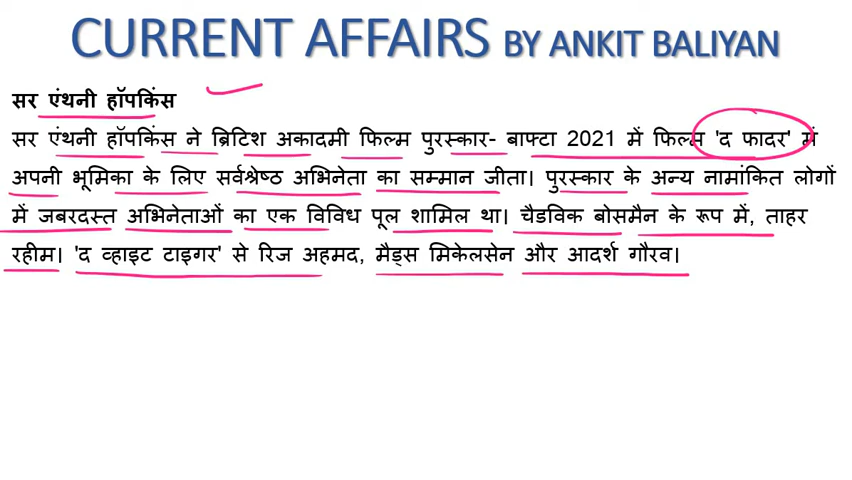 CURRENT AFFAIRS BY ANKIT BALIYAN
सर एंथनी हॉपकिंस
सर एंथनी हॉपकिंस ने ब्रिटिश अकादमी फिल्म पुरस्कार- बाफ्टा 2021 में फिल्म 'द फादर' में
अपनी भूमिका के लिए सर्वश्रेष्ठ अभिनेता का सम्मान जीता। पुरस्कार के अन्य नामांकित लोगों
में जबरदस्त अभिनेताओं का एक विविध पूल शामिल था। चैडविक बोसमैन के रूप में, ताहर
रहीम। 'द व्हाइट टाइगर' से रिज अहमद, मैड्स मिकेलसेन और आदर्श गौरव।